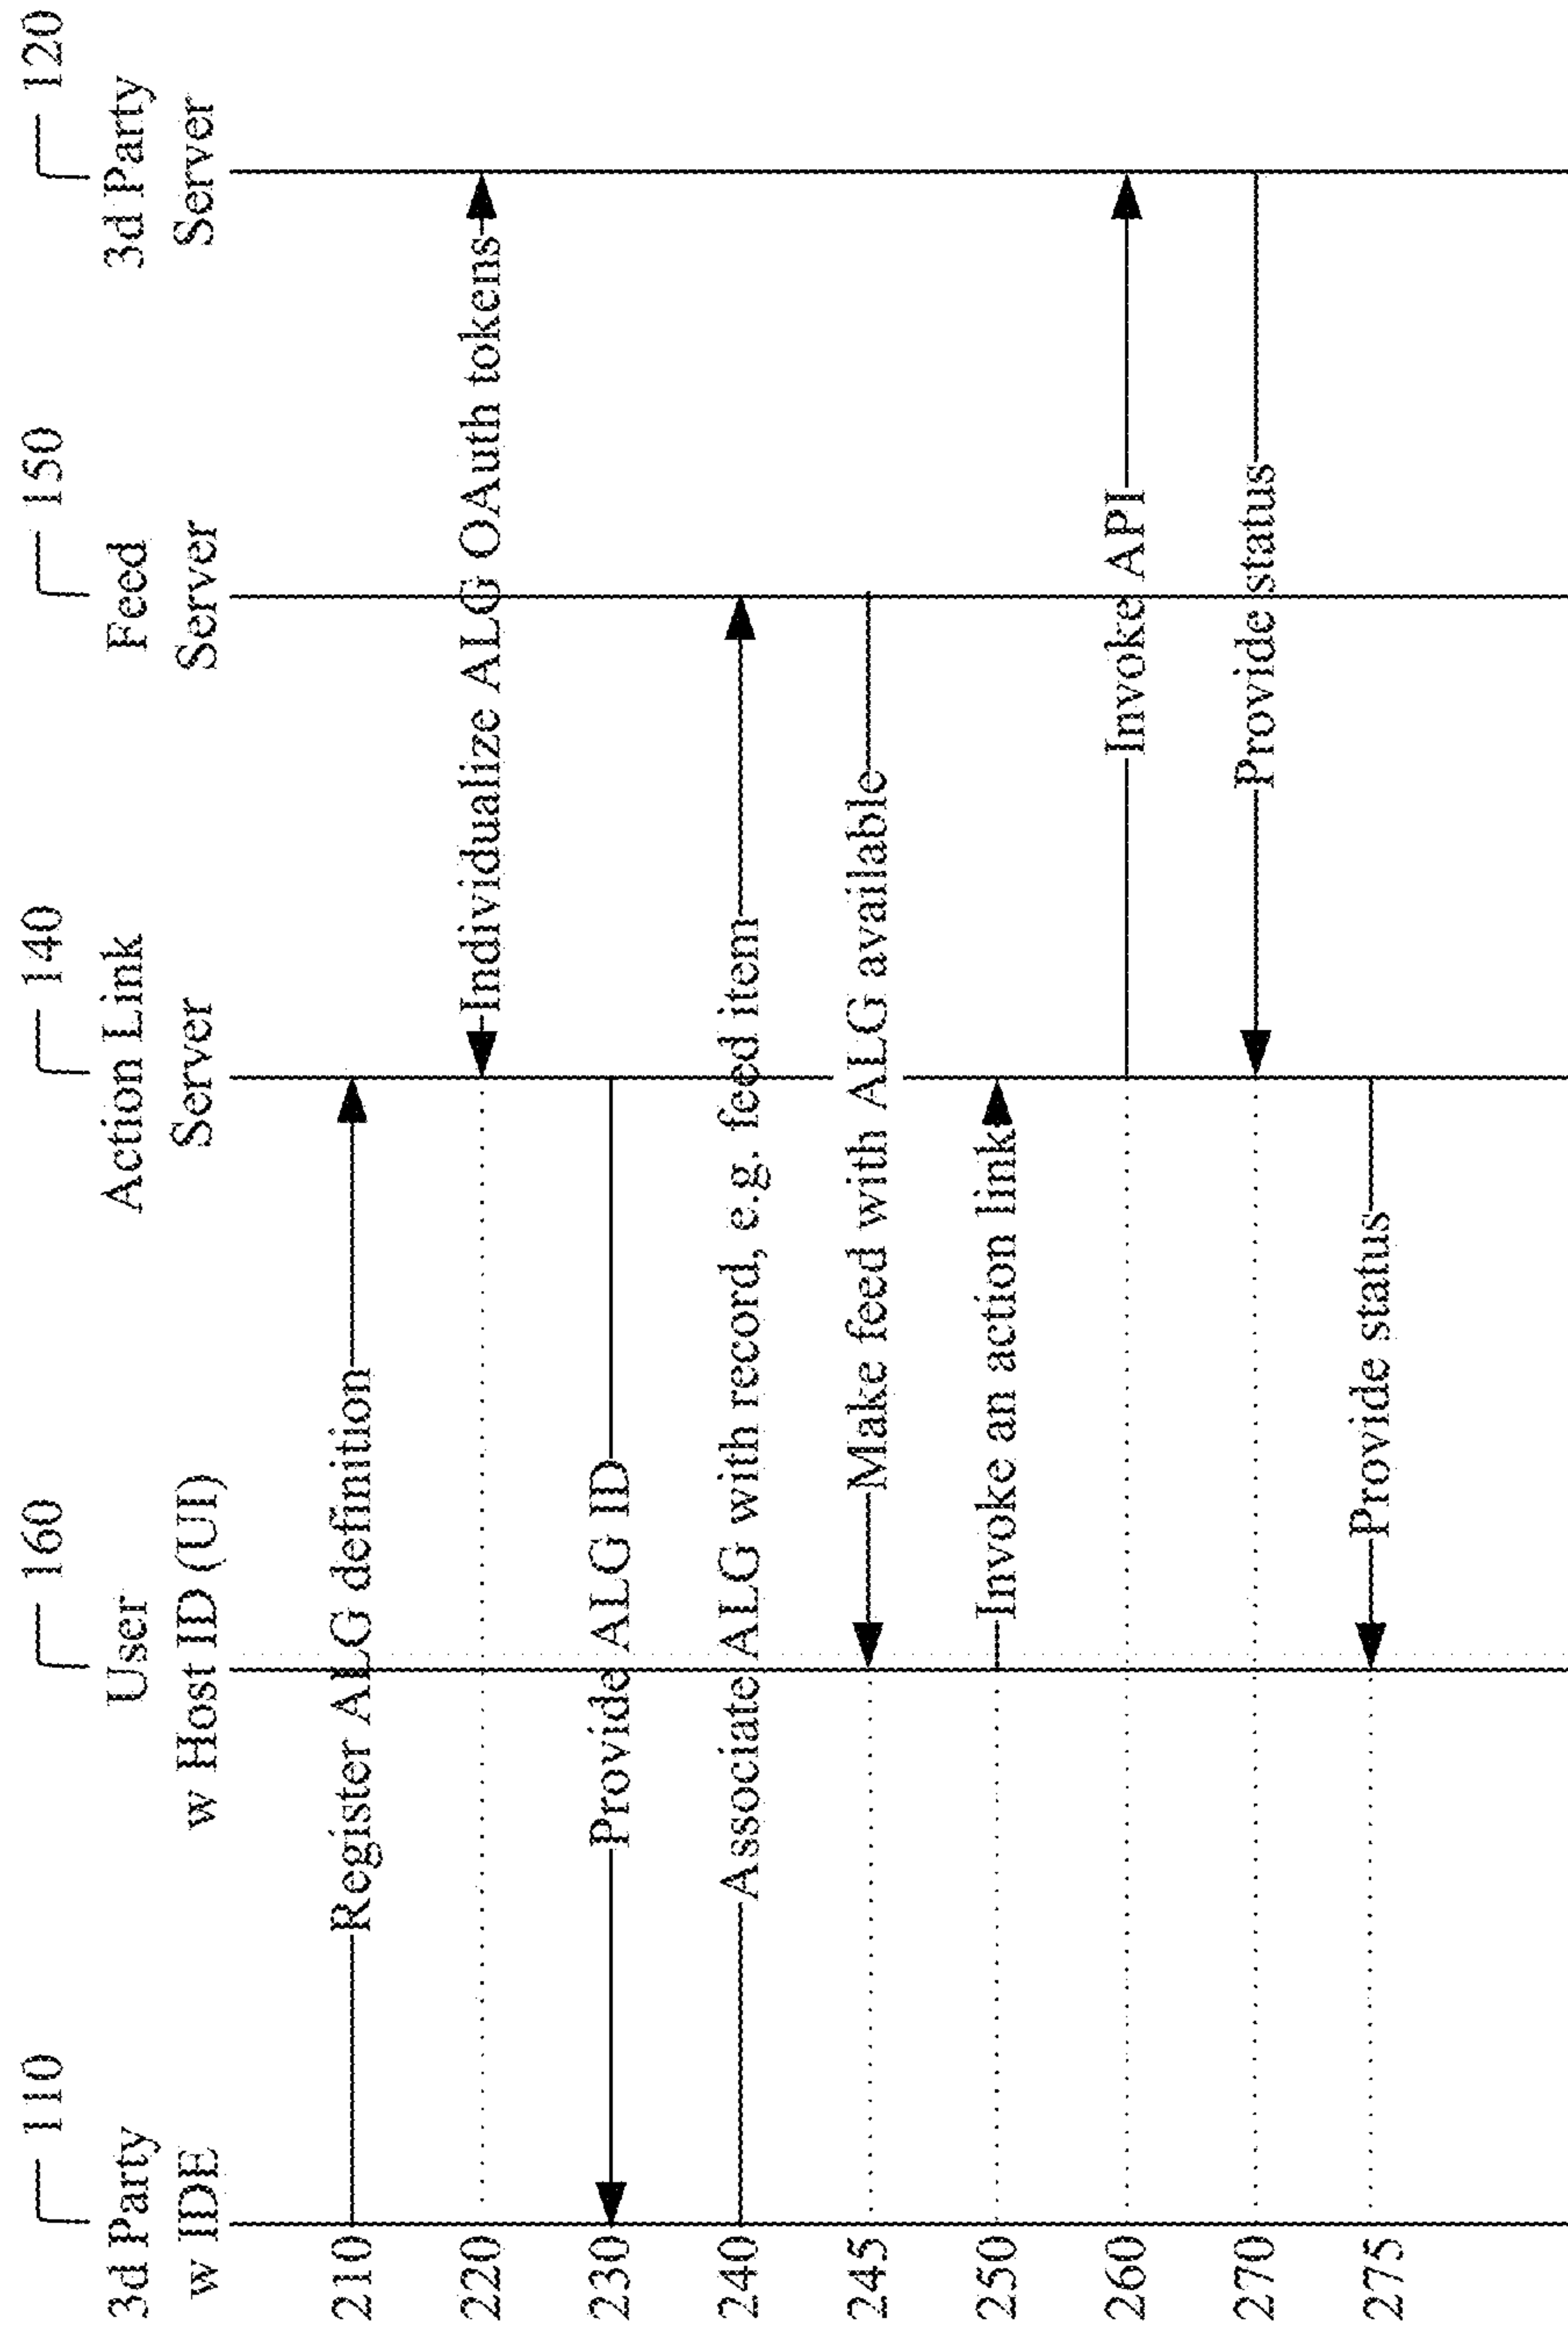 110
3d Party
w IDE
160
User
w Host ID (UI)
140
Action Link
Server
150
Feed
Server
120
3d Party
Server
210
Register ALG definition
220
Individualize ALG OAuth tokens
230
Provide ALG ID
240
Associate ALG with record, e.g. feed item
245
Make feed with ALG available
250
Invoke an action link
260
Invoke API
270
Provide status
275
Provide status